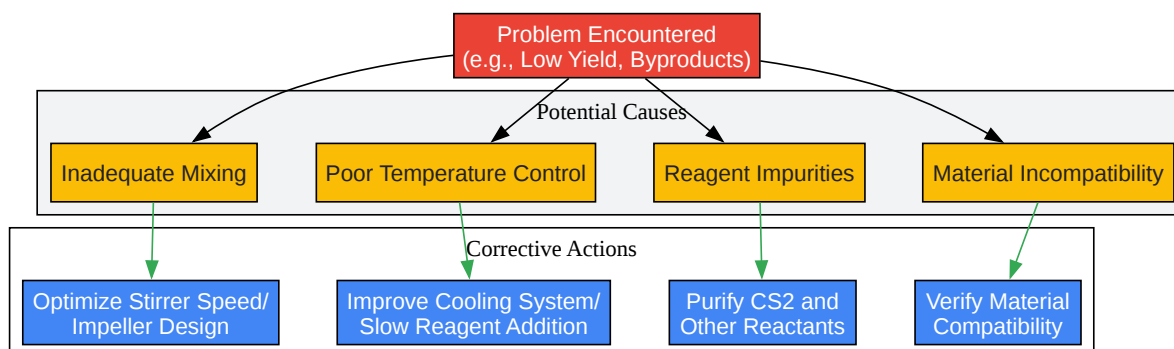 Problem Encountered
(e.g., Low Yield, Byproducts)
Potential Causes
Inadequate Mixing
Poor Temperature Control
Reagent Impurities
Material Incompatibility
Corrective Actions
Optimize Stirrer Speed/
Impeller Design
Improve Cooling System/
Slow Reagent Addition
Purify CS2 and
Other Reactants
Verify Material
Compatibility